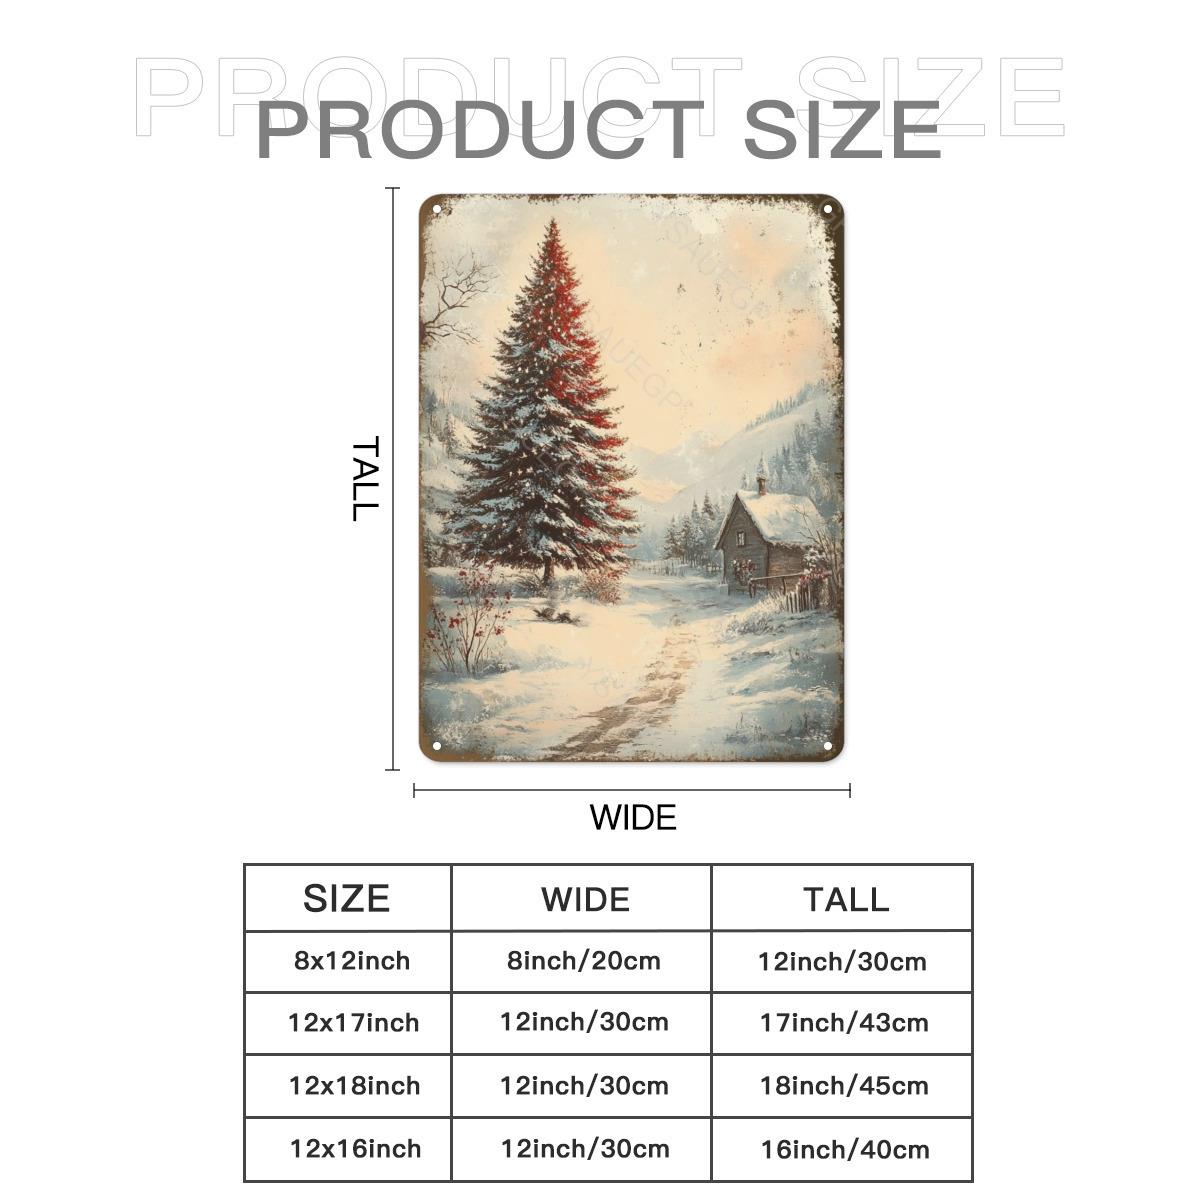 PRODUCT SIZE
PRODUCT SIZE
TALL
WIDE
SIZE WIDE TALL
8x12inch 8inch/20cm 12inch/30cm
12x17inch 12inch/30cm 17inch/43cm
12x18inch 12inch/30cm 18inch/45cm
12x16inch 12inch/30cm 16inch/40cm